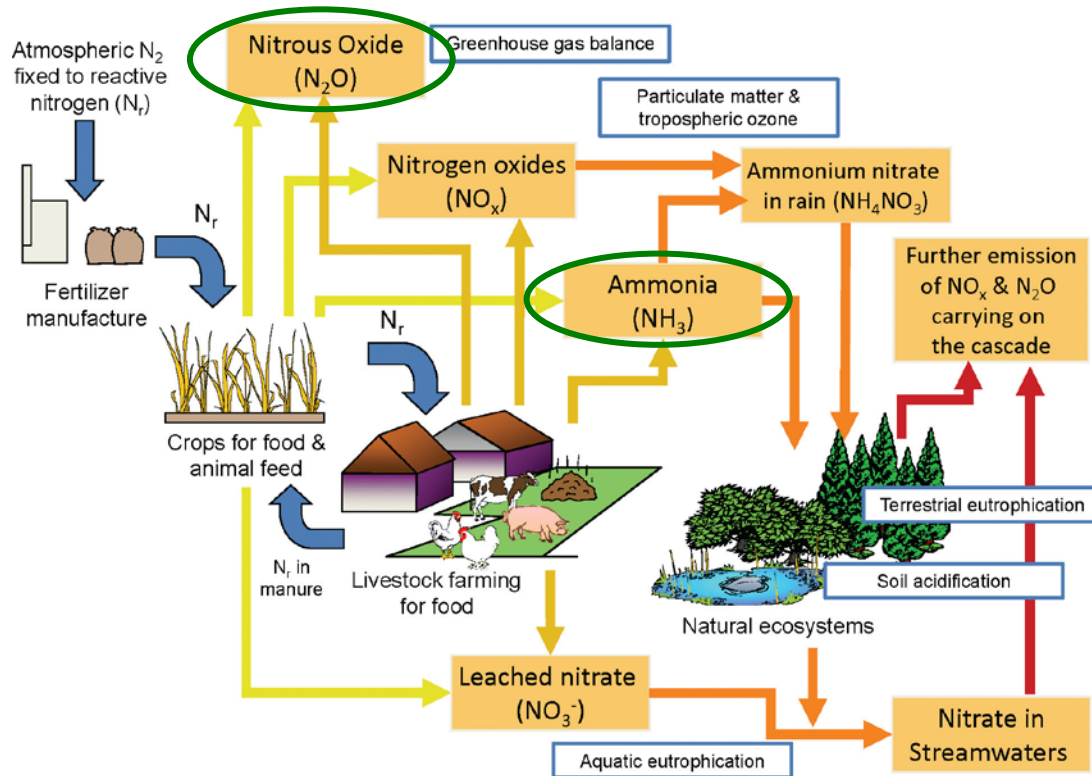 Atmospheric N₂
fixed to reactive
nitrogen (Nᵣ)
Nitrous Oxide
(N₂O)
Greenhouse gas balance
Particulate matter &
tropospheric ozone
Nitrogen oxides
(NOₓ)
Ammonium nitrate
in rain (NH₄NO₃)
Nᵣ
Fertilizer
manufacture
Ammonia
(NH₃)
Further emission
of NOₓ & N₂O
carrying on
the cascade
Nᵣ
Crops for food &
animal feed
Nᵣ in
manure
Livestock farming
for food
Terrestrial eutrophication
Soil acidification
Natural ecosystems
Leached nitrate
(NO₃⁻)
Nitrate in
Streamwaters
Aquatic eutrophication